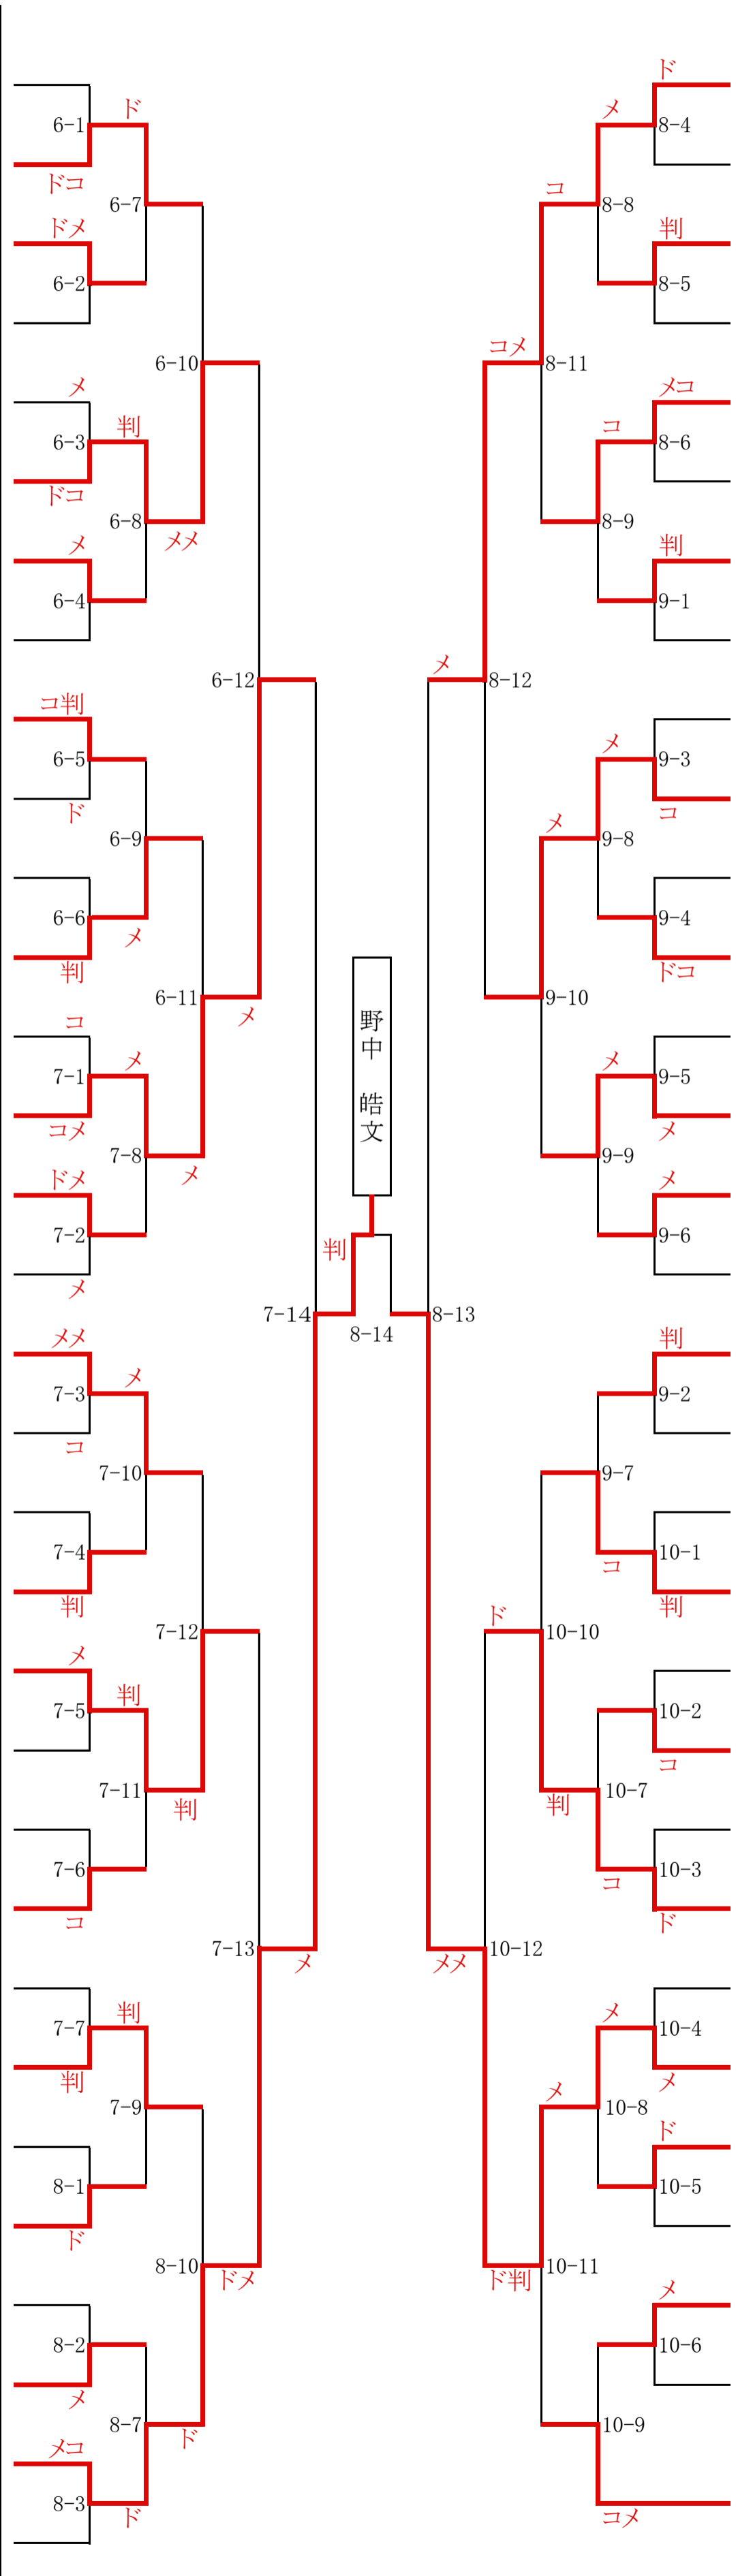 ド
6-1
ドコ
6-7
ドメ
6-2
6-10
メ
6-3
判
ドコ
6-8
メメ
メ
6-4
6-12
コ判
6-5
ド
6-9
6-6
メ
判
6-11
メ
コ
7-1
メ
コメ
7-8
メ
ドメ
7-2
メ
7-14
メメ
7-3
メ
コ
7-10
7-4
判
7-12
メ
7-5
判
7-11
判
7-6
コ
7-13
メ
7-7
判
判
7-9
8-1
ド
8-10
ドメ
8-2
メ
8-7
ド
メコ
8-3
ド
野中 皓文
判
8-14
ド
8-4
メ
コ
8-8
判
8-5
コメ
8-11
メコ
8-6
コ
8-9
判
9-1
メ
8-12
9-3
メ
コ
メ
9-8
9-4
ドコ
9-10
9-5
メ
メ
9-9
メ
9-6
8-13
判
9-2
9-7
10-1
コ
判
ド
10-10
10-2
コ
10-7
判
10-3
コ
ド
10-12
メメ
10-4
メ
メ
メ
10-8
ド
10-5
10-11
ド判
メ
10-6
10-9
コメ